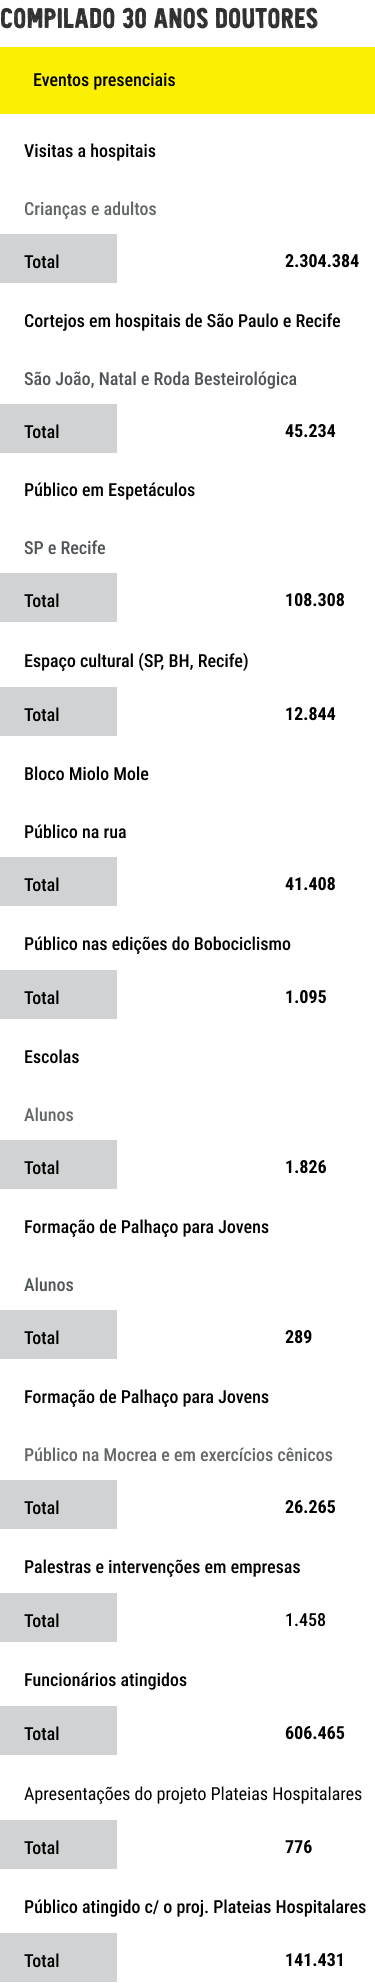 COMPILADO 30 ANOS DOUTORES
Eventos presenciais
Visitas a hospitais
Crianças e adultos
Total 2.304.384
Cortejos em hospitais de São Paulo e Recife
São João, Natal e Roda Besteirológica
Total 45.234
Público em Espetáculos
SP e Recife
Total 108.308
Espaço cultural (SP, BH, Recife)
Total 12.844
Bloco Miolo Mole
Público na rua
Total 41.408
Público nas edições do Bobociclismo
Total 1.095
Escolas
Alunos
Total 1.826
Formação de Palhaço para Jovens
Alunos
Total 289
Formação de Palhaço para Jovens
Público na Mocrea e em exercícios cênicos
Total 26.265
Palestras e intervenções em empresas
Total 1.458
Funcionários atingidos
Total 606.465
Apresentações do projeto Plateias Hospitalares
Total 776
Público atingido c/ o proj. Plateias Hospitalares
Total 141.431